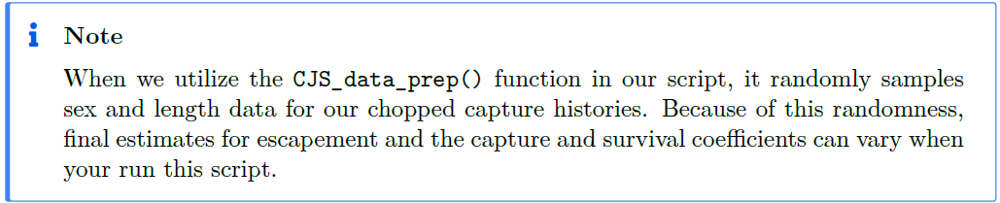 Note
When we utilize the CJS_data_prep() function in our script, it randomly samples
sex and length data for our chopped capture histories. Because of this randomness,
final estimates for escapement and the capture and survival coefficients can vary when
your run this script.